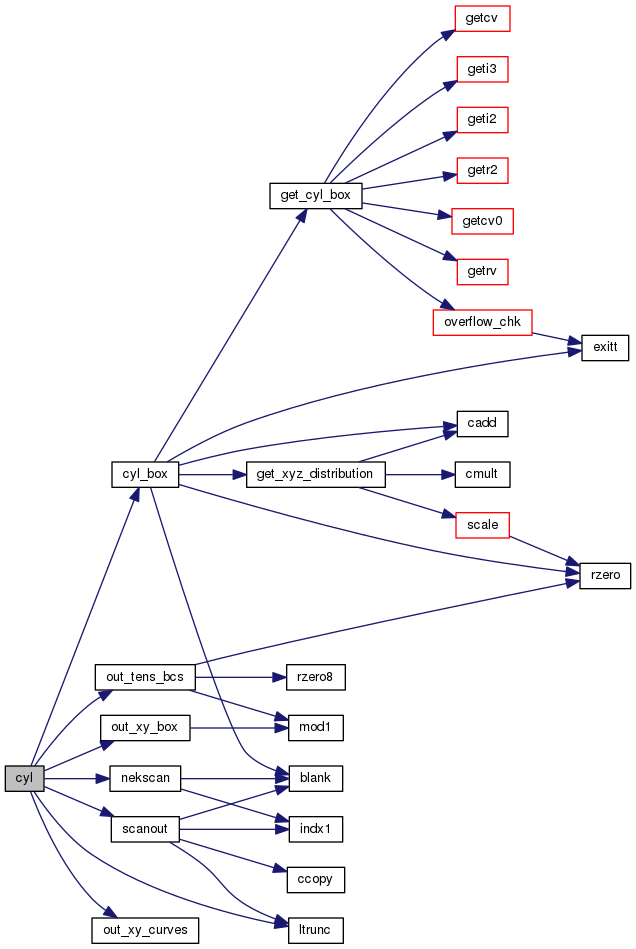 getcv
geti3
geti2
getr2
get_cyl_box
getcv0
getrv
overflow_chk
exitt
cadd
cyl_box
get_xyz_distribution
cmult
scale
rzero
out_tens_bcs
rzero8
out_xy_box
mod1
cyl
nekscan
blank
scanout
indx1
ccopy
out_xy_curves
ltrunc